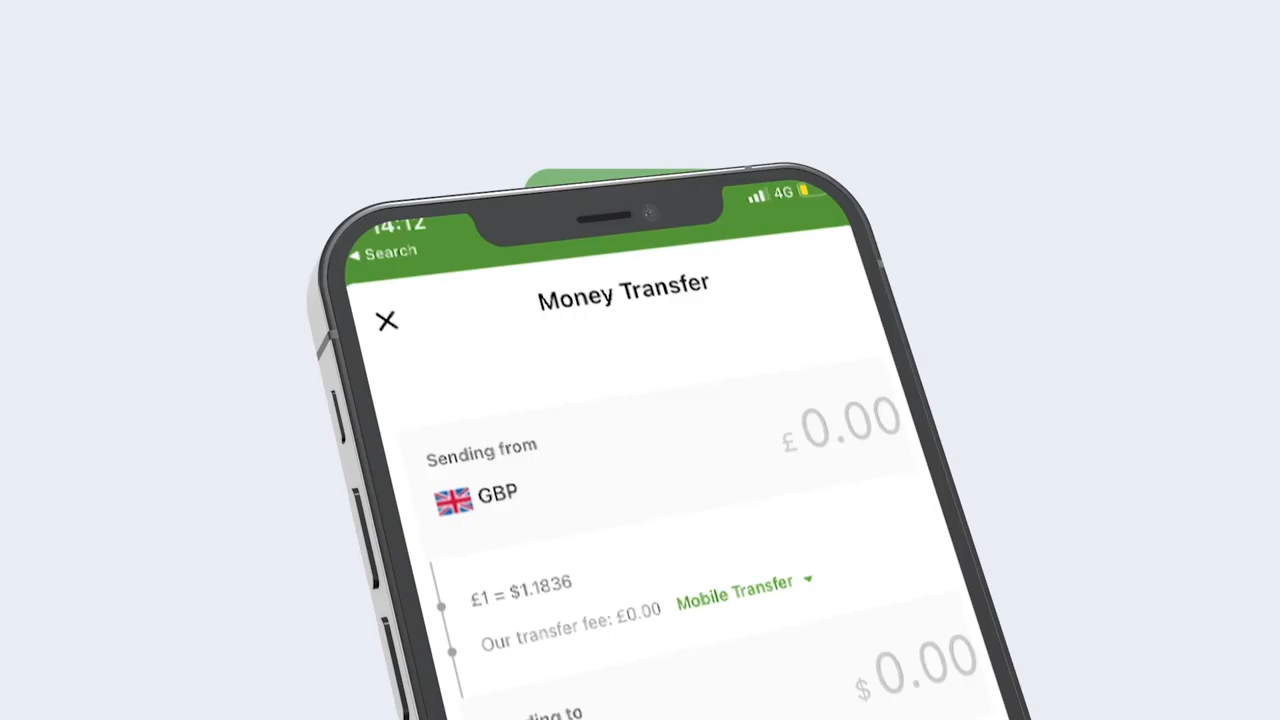 14:12
4G
◀ Search
Money Transfer
Sending from
£ 0.00
GBP
£1 = $1.1836
Our transfer fee: £0.00 Mobile Transfer
$ 0.00
to